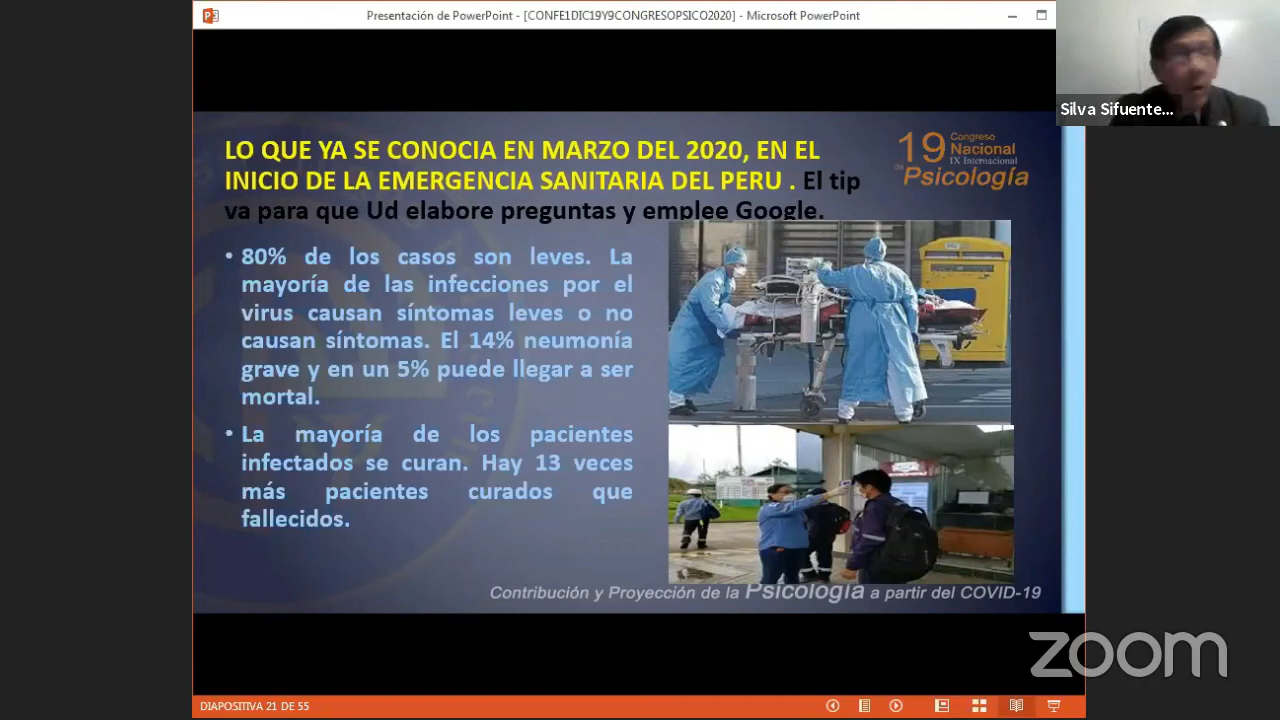 Presentación de PowerPoint - [CONFE1DIC19Y9CONGRESOPSICO2020] - Microsoft PowerPoint
Silva Sifuente...
LO QUE YA SE CONOCIA EN MARZO DEL 2020, EN EL
INICIO DE LA EMERGENCIA SANITARIA DEL PERU . El tip
va para que Ud elabore preguntas y emplee Google.
19 Congreso
Nacional
IX Internacional
de Psicología
• 80% de los casos son leves. La
mayoría de las infecciones por el
virus causan síntomas leves o no
causan síntomas. El 14% neumonía
grave y en un 5% puede llegar a ser
mortal.
• La mayoría de los pacientes
infectados se curan. Hay 13 veces
más pacientes curados que
fallecidos.
Contribución y Proyección de la Psicología a partir del COVID-19
zoom
DIAPOSITIVA 21 DE 55